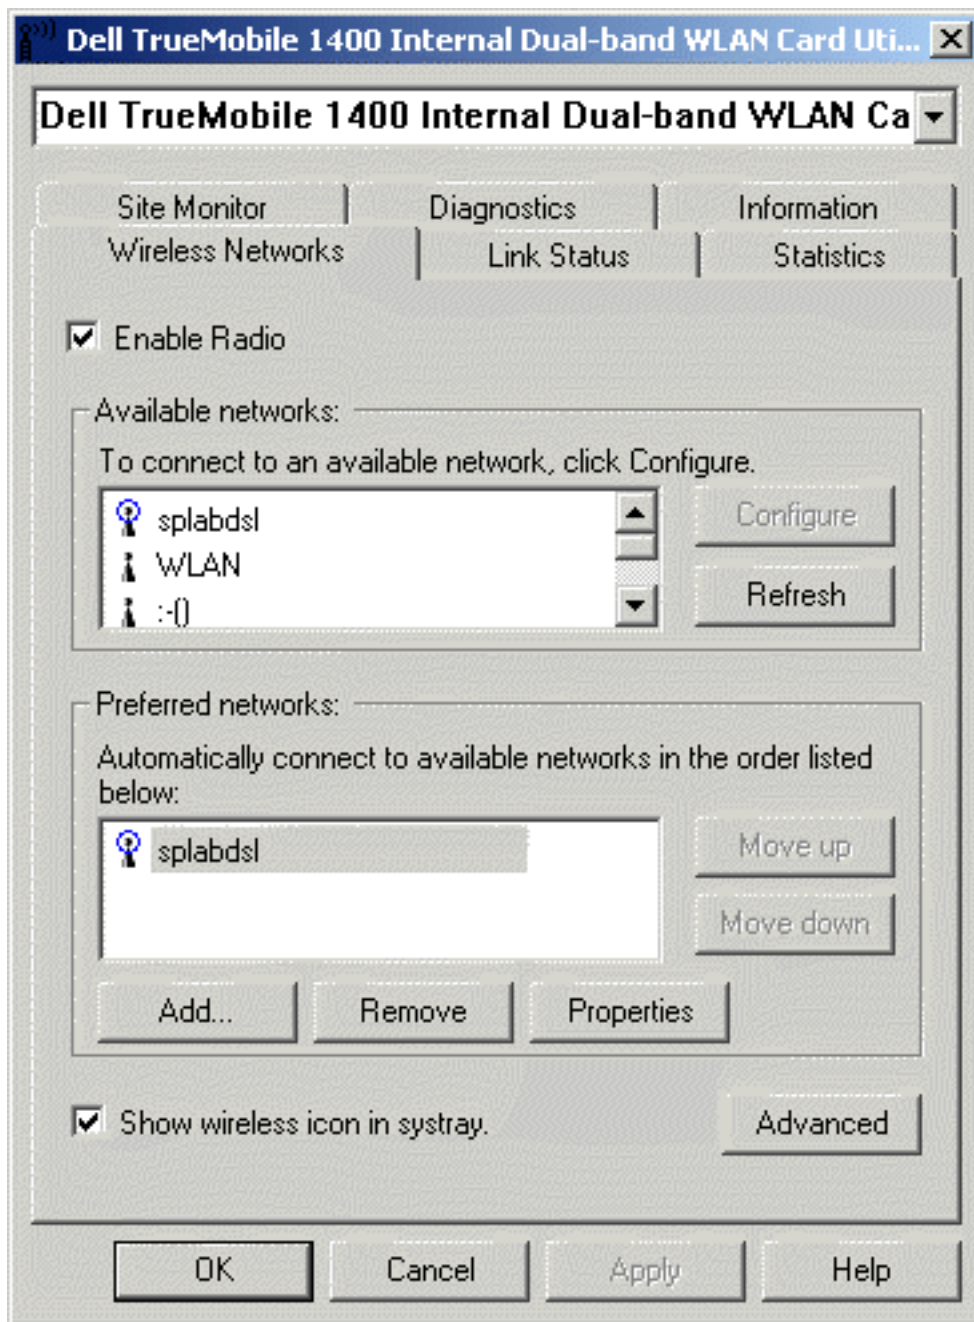 Dell TrueMobile 1400 Internal Dual-band WLAN Card Uti...
Dell TrueMobile 1400 Internal Dual-band WLAN Ca
Site Monitor Diagnostics Information
Wireless Networks Link Status Statistics
Enable Radio
Available networks:
To connect to an available network, click Configure.
splabdsl
WLAN
:-()
Configure
Refresh
Preferred networks:
Automatically connect to available networks in the order listed
below:
splabdsl
Move up
Move down
Add... Remove Properties
Show wireless icon in systray.
Advanced
OK Cancel Apply Help